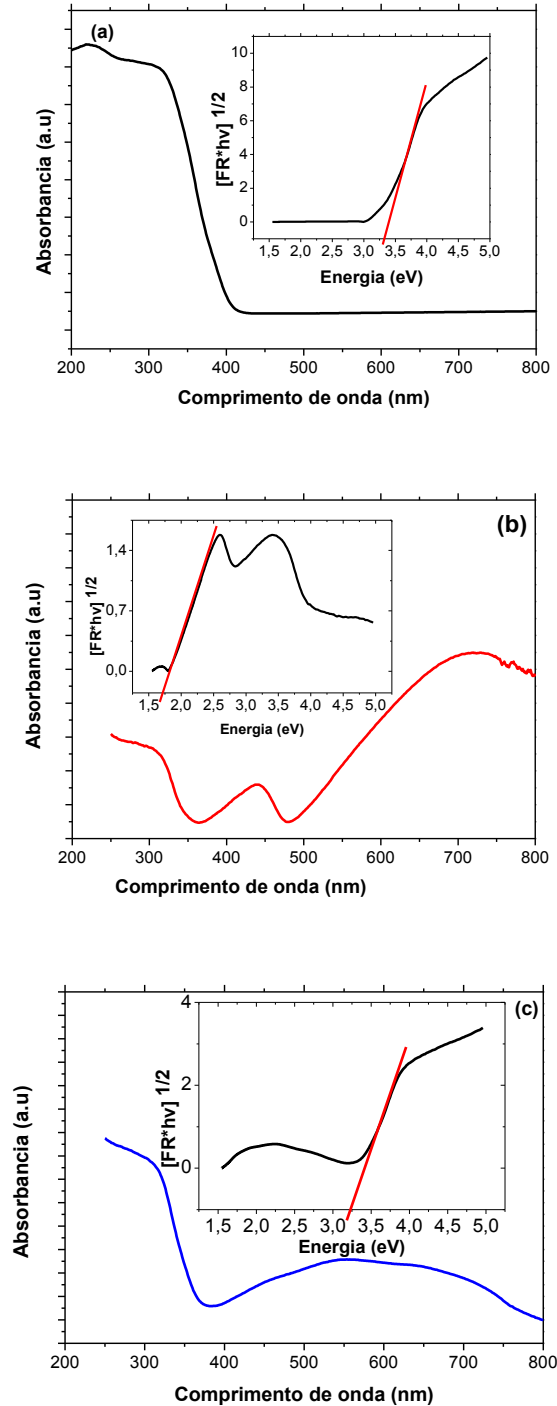 (a)
Absorbancia (a.u)
[FR*hv] 1/2
10
8
6
4
2
0
1,5 2,0 2,5 3,0 3,5 4,0 4,5 5,0
Energia (eV)
200 300 400 500 600 700 800
Comprimento de onda (nm)
(b)
Absorbancia (a.u)
[FR*hv] 1/2
1,4
0,7
0,0
1,5 2,0 2,5 3,0 3,5 4,0 4,5 5,0
Energia (eV)
200 300 400 500 600 700 800
Comprimento de onda (nm)
(c)
Absorbancia (a.u)
[FR*hv] 1/2
4
2
0
1,5 2,0 2,5 3,0 3,5 4,0 4,5 5,0
Energia (eV)
200 300 400 500 600 700 800
Comprimento de onda (nm)